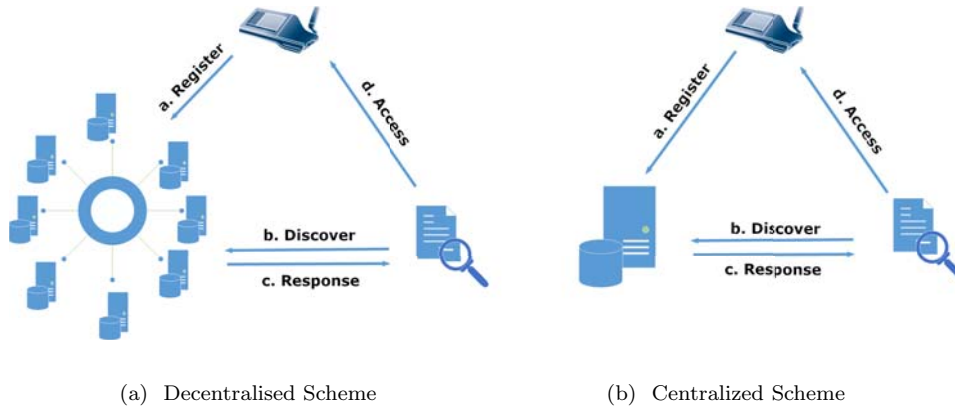 a. Register
d. Access
b. Discover
c. Response
(a) Decentralised Scheme
a. Register
d. Access
b. Discover
c. Response
(b) Centralized Scheme